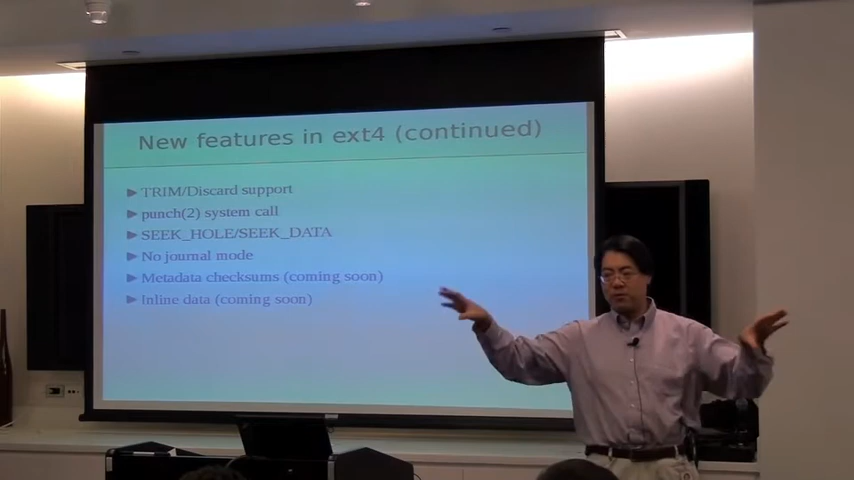 New features in ext4 (continued)
TRIM/Discard support
punch(2) system call
SEEK_HOLE/SEEK_DATA
No journal mode
Metadata checksums (coming soon)
Inline data (coming soon)